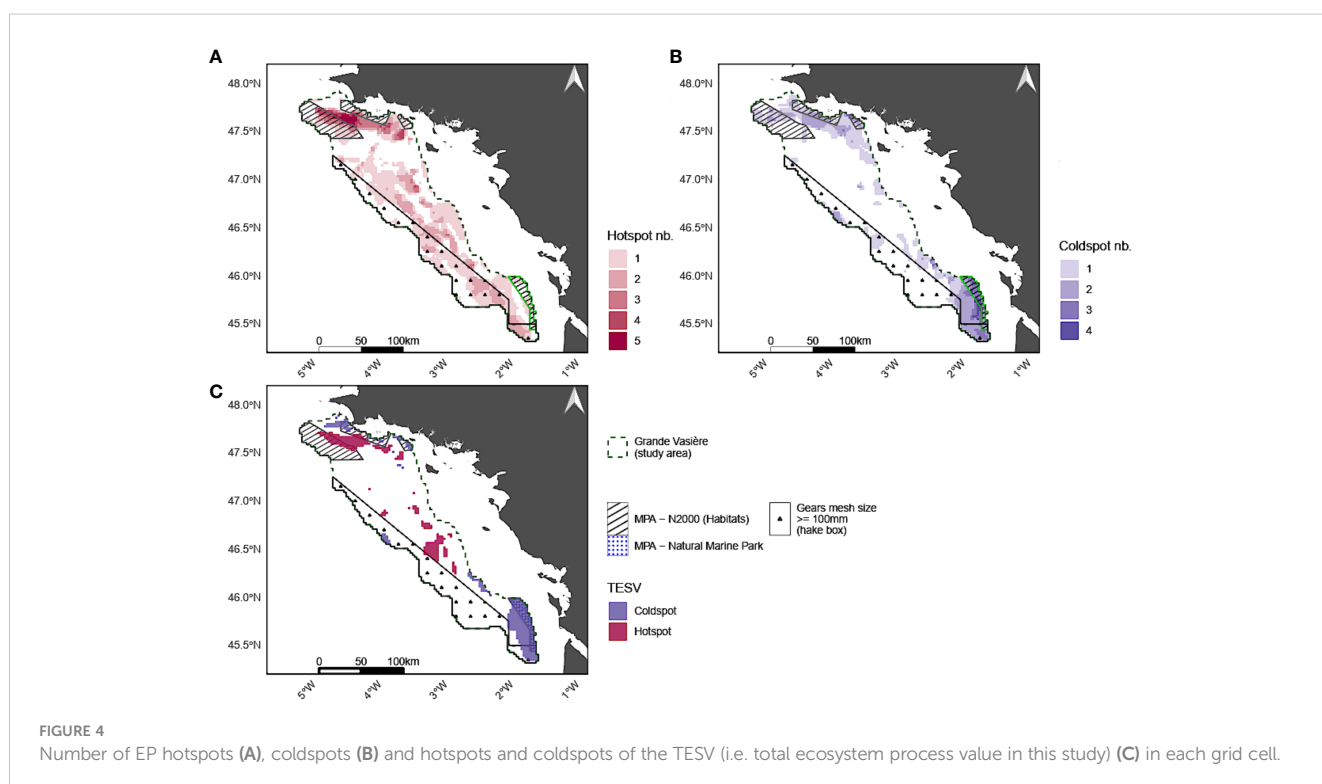 A
48.0°N
47.5°N
47.0°N
46.5°N
46.0°N
45.5°N
0 50 100km
5°W 4°W 3°W 2°W 1°W
Hotspot nb.
1
2
3
4
5
B
48.0°N
47.5°N
47.0°N
46.5°N
46.0°N
45.5°N
0 50 100km
5°W 4°W 3°W 2°W 1°W
Coldspot nb.
1
2
3
4
C
48.0°N
47.5°N
47.0°N
46.5°N
46.0°N
45.5°N
0 50 100km
5°W 4°W 3°W 2°W 1°W
Grande Vasière
(study area)
MPA – N2000 (Habitats)
MPA – Natural Marine Park
Gears mesh size
>= 100mm
(hake box)
TESV
Coldspot
Hotspot
FIGURE 4
Number of EP hotspots (A), coldspots (B) and hotspots and coldspots of the TESV (i.e. total ecosystem process value in this study) (C) in each grid cell.